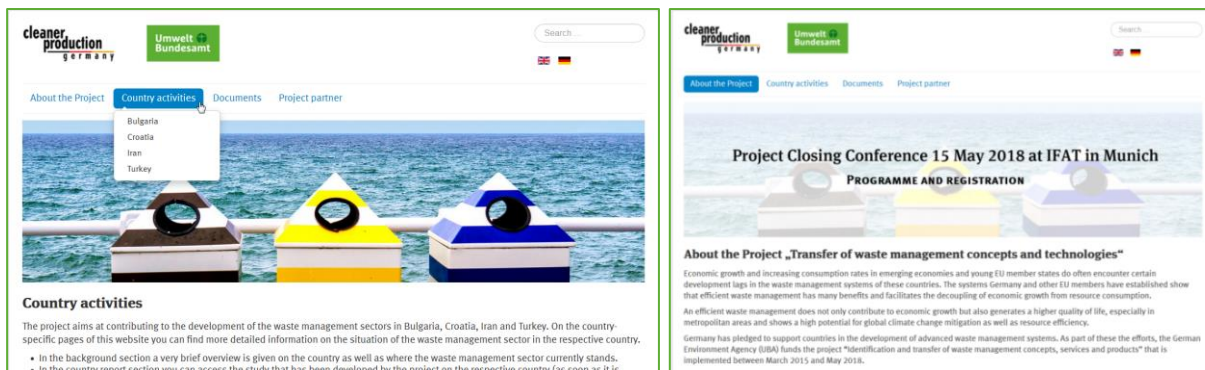 cleaner
production
germany
Umwelt
Bundesamt
Search ...
About the Project Country activities Documents Project partner
Bulgaria
Croatia
Iran
Turkey
Country activities
The project aims at contributing to the development of the waste management sectors in Bulgaria, Croatia, Iran and Turkey. On the country-
specific pages of this website you can find more detailed information on the situation of the waste management sector in the respective country.
• In the background section a very brief overview is given on the country as well as where the waste management sector currently stands.
• In the country report section you can access the study that has been developed by the project on the respective country (as soon as it is
cleaner
production
germany
Umwelt
Bundesamt
Search ...
About the Project Country activities Documents Project partner
Project Closing Conference 15 May 2018 at IFAT in Munich
PROGRAMME AND REGISTRATION
About the Project „Transfer of waste management concepts and technologies“
Economic growth and increasing consumption rates in emerging economies and young EU member states do often encounter certain
development lags in the waste management systems of these countries. The systems Germany and other EU members have established show
that efficient waste management has many benefits and facilitates the decoupling of economic growth from resource consumption.
An efficient waste management does not only contribute to economic growth but also generates a higher quality of life, especially in
metropolitan areas and shows a high potential for global climate change mitigation as well as resource efficiency.
Germany has pledged to support countries in the development of advanced waste management systems. As part of these the efforts, the German
Environment Agency (UBA) funds the project "Identification and transfer of waste management concepts, services and products" that is
implemented between March 2015 and May 2018.